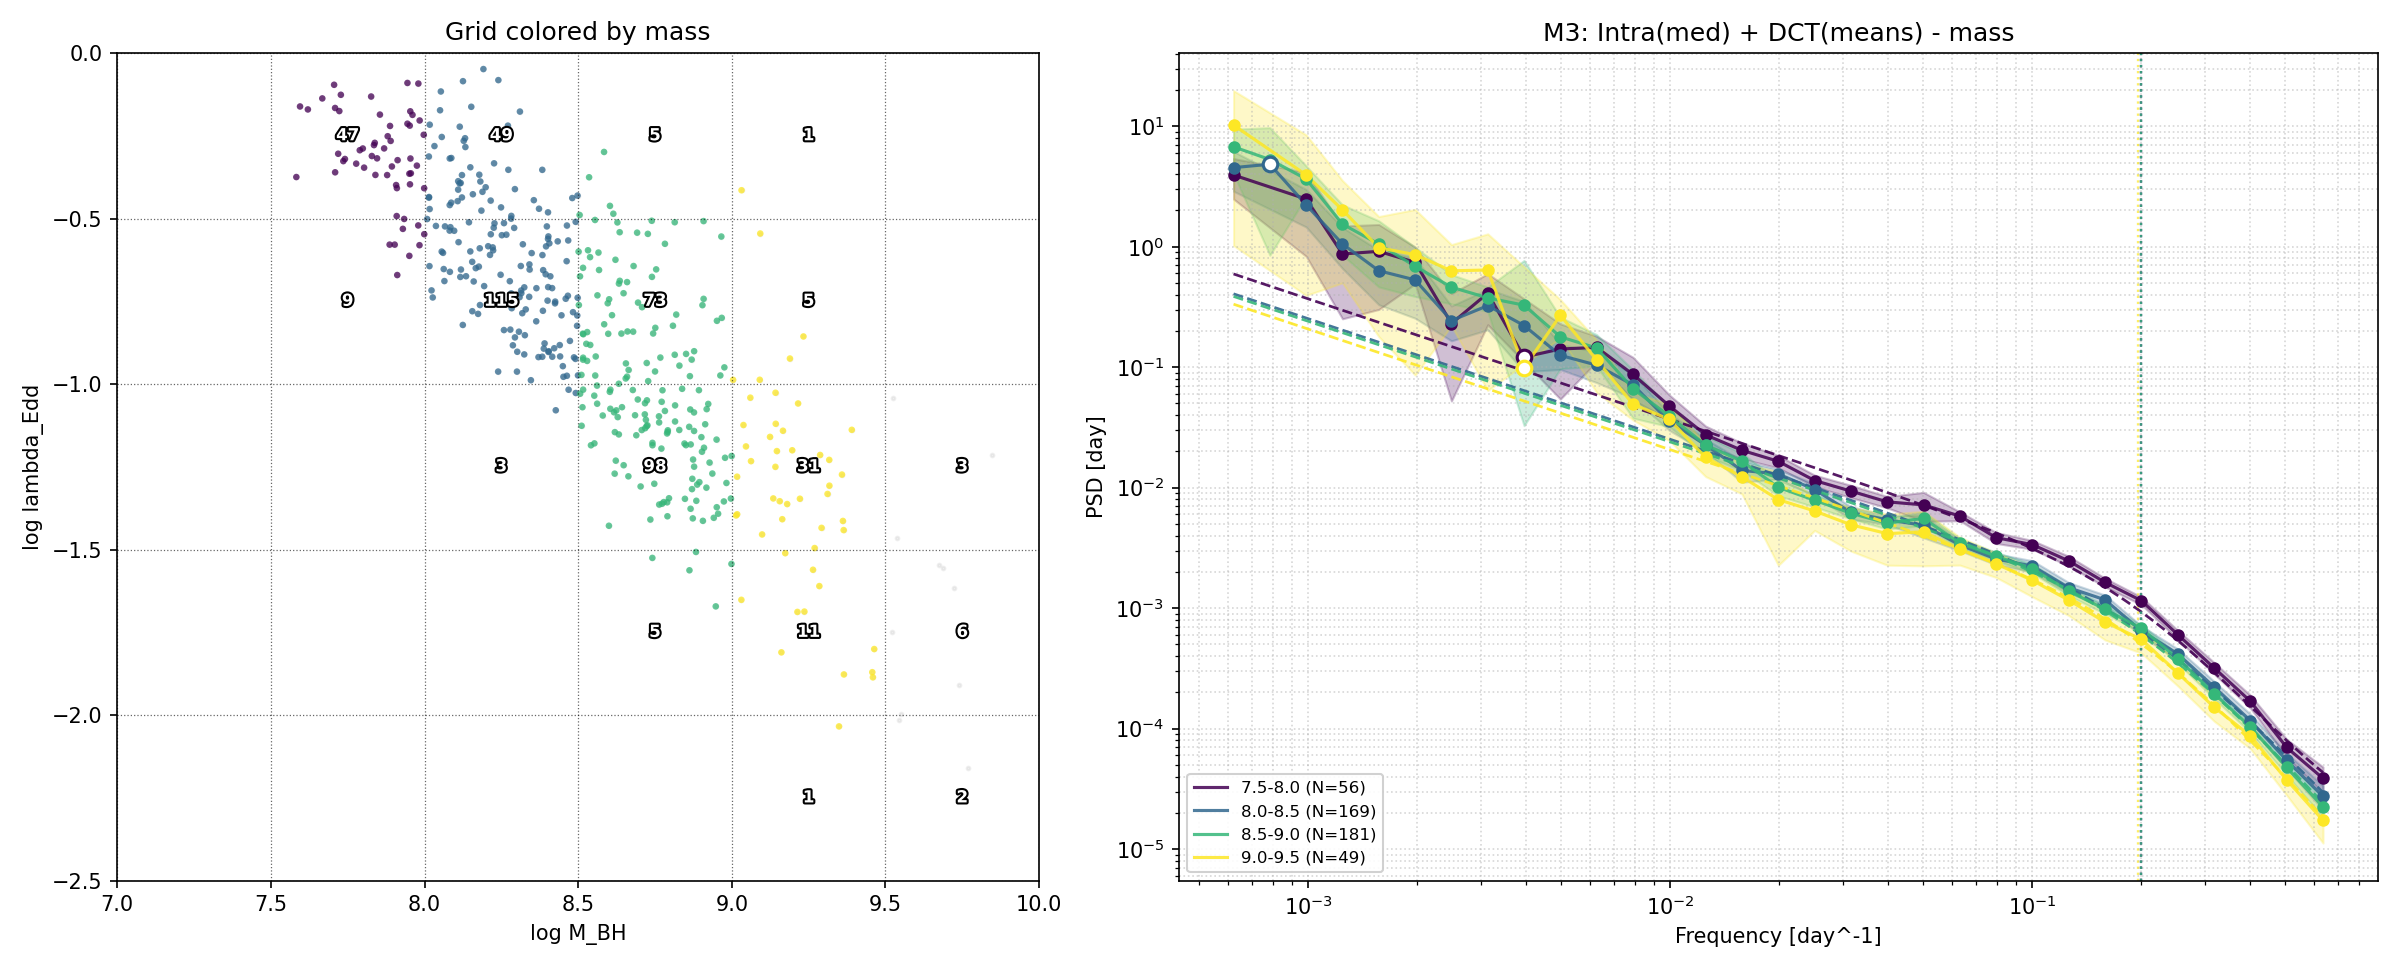 Grid colored by mass
0.0
−0.5
−1.0
−1.5
−2.0
−2.5
log lambda_Edd
47 49 5 1
9 115 73 5
3 98 31 3
5 11 6
1 2
7.0 7.5 8.0 8.5 9.0 9.5 10.0
log M_BH
M3: Intra(med) + DCT(means) - mass
10¹
10⁰
10⁻¹
10⁻²
10⁻³
10⁻⁴
10⁻⁵
PSD [day]
7.5-8.0 (N=56)
8.0-8.5 (N=169)
8.5-9.0 (N=181)
9.0-9.5 (N=49)
10⁻³ 10⁻² 10⁻¹
Frequency [day^-1]